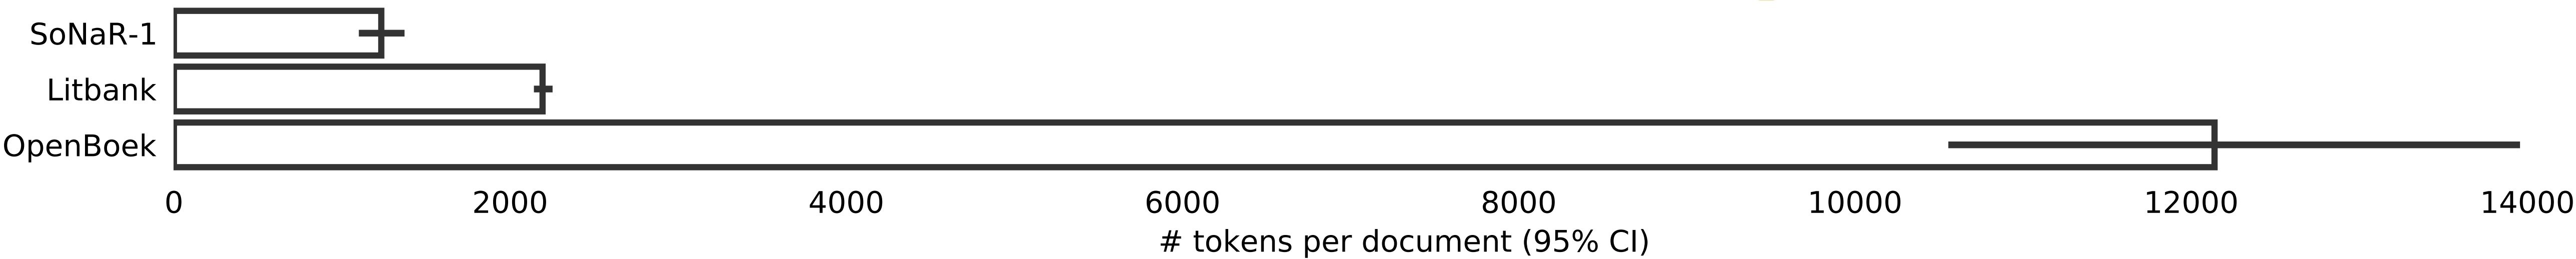 SoNaR-1
Litbank
OpenBoek
0 2000 4000 6000 8000 10000 12000 14000
# tokens per document (95% CI)